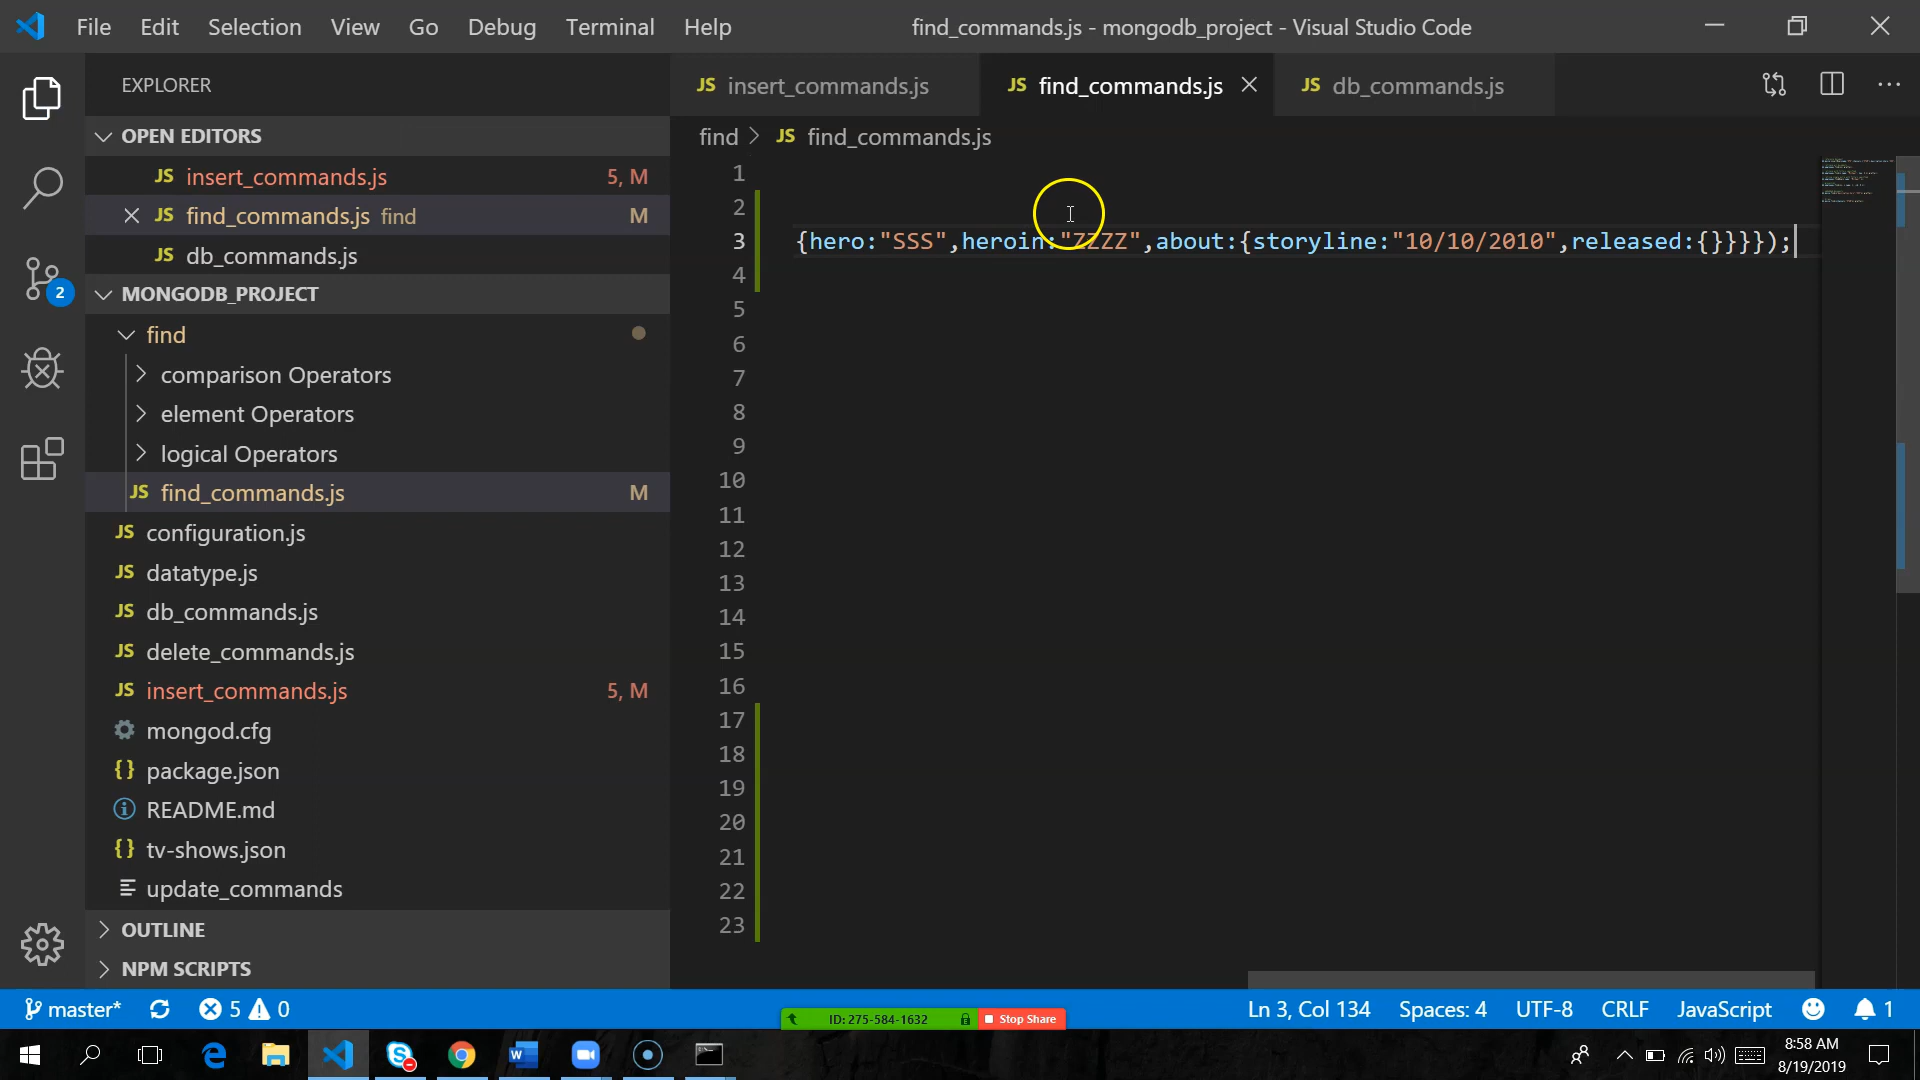 File Edit Selection View Go Debug Terminal Help find_commands.js - mongodb_project - Visual Studio Code
EXPLORER
JS insert_commands.js JS find_commands.js JS db_commands.js
OPEN EDITORS
find > JS find_commands.js
JS insert_commands.js 5, M
JS find_commands.js find M
JS db_commands.js
MONGODB_PROJECT
find
comparison Operators
element Operators
logical Operators
JS find_commands.js M
JS configuration.js
JS datatype.js
JS db_commands.js
JS delete_commands.js
JS insert_commands.js 5, M
mongod.cfg
{} package.json
README.md
{} tv-shows.json
update_commands
OUTLINE
NPM SCRIPTS
2
1
2
3 {hero:"SSS",heroin:"ZZZZ",about:{storyline:"10/10/2010",released:{}}}});
4
5
6
7
8
9
10
11
12
13
14
15
16
17
18
19
20
21
22
23
master* 5 0 Ln 3, Col 134 Spaces: 4 UTF-8 CRLF JavaScript 1
ID: 275-584-1632 Stop Share
8:58 AM
8/19/2019